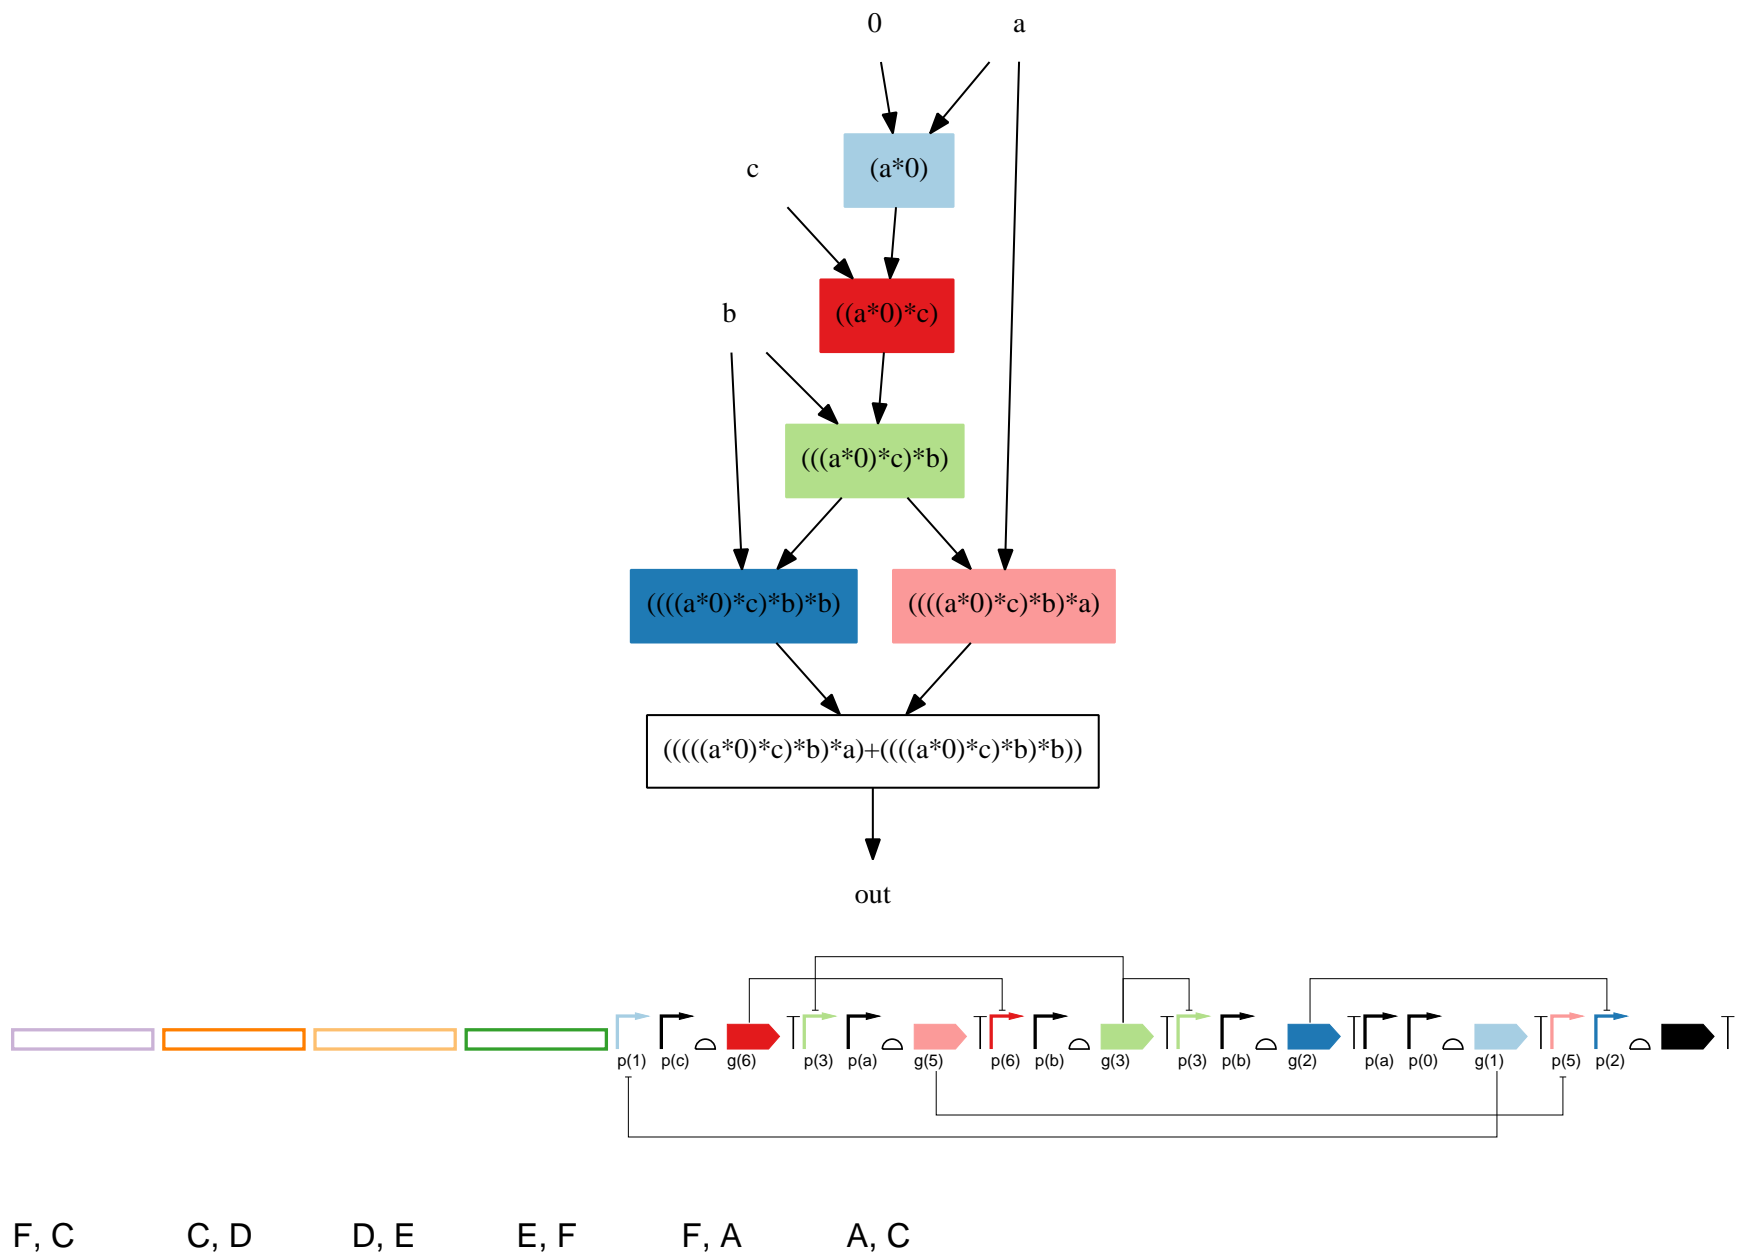 0 a
(a*0)
c
((a*0)*c)
b
(((a*0)*c)*b)
((((a*0)*c)*b)*b) ((((a*0)*c)*b)*a)
(((((a*0)*c)*b)*a)+((((a*0)*c)*b)*b))
out
p(1) p(c) g(6) p(3) p(a) g(5) p(6) p(b) g(3) p(3) p(b) g(2) p(a) p(0) g(1) p(5) p(2)
F, C C, D D, E E, F F, A A, C